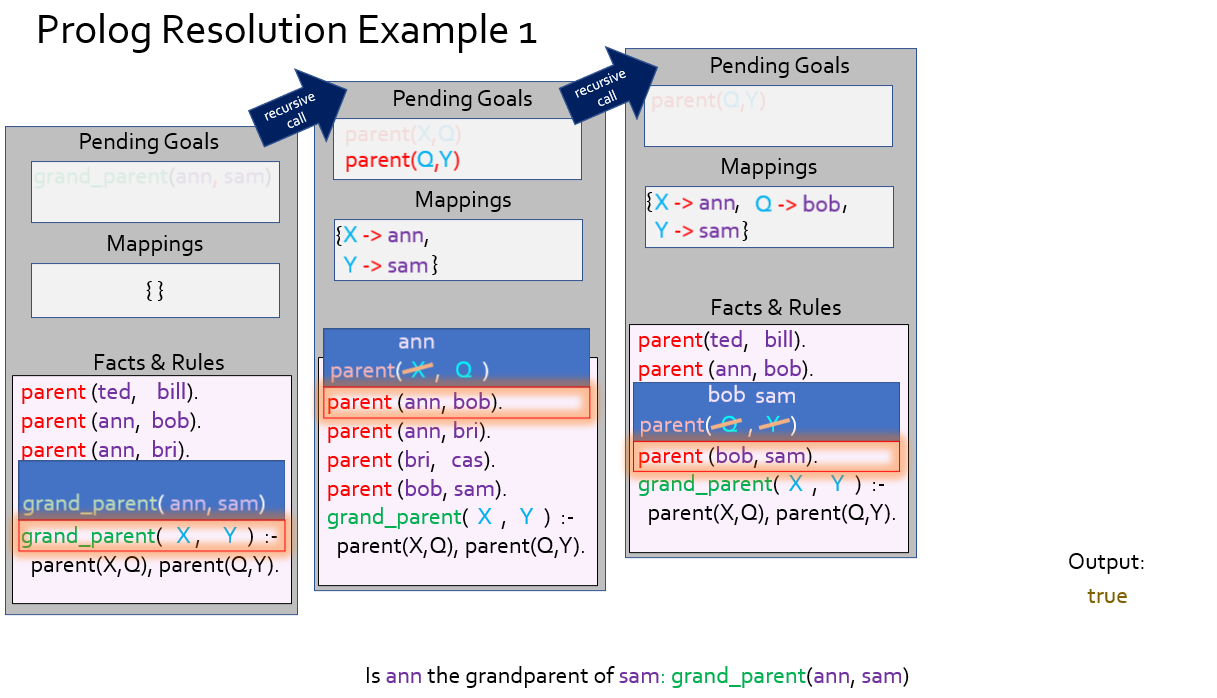 Prolog Resolution Example 1
Pending Goals
grand_parent(ann, sam)
Mappings
{ }
Facts & Rules
parent (ted, bill).
parent (ann, bob).
parent (ann, bri).
grand_parent( ann, sam)
grand_parent( X , Y ) :-
parent(X,Q), parent(Q,Y).
recursive
call
Pending Goals
parent(X,Q)
parent(Q,Y)
Mappings
{X -> ann,
Y -> sam}
ann
parent( X , Q )
parent (ann, bob).
parent (ann, bri).
parent (bri, cas).
parent (bob, sam).
grand_parent( X , Y ) :-
parent(X,Q), parent(Q,Y).
recursive
call
Pending Goals
parent(Q,Y)
Mappings
{X -> ann, Q -> bob,
Y -> sam}
Facts & Rules
parent(ted, bill).
parent (ann, bob).
bob sam
parent( Q , Y )
parent (bob, sam).
grand_parent( X , Y ) :-
parent(X,Q), parent(Q,Y).
Output:
true
Is ann the grandparent of sam: grand_parent(ann, sam)